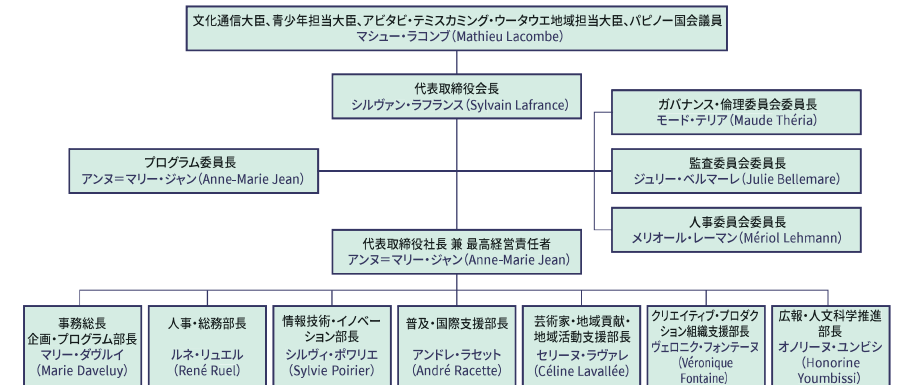 文化通信大臣、青少年担当大臣、アビタビ・テミスカミング・ウータウエ地域担当大臣、パピノー国会議員
マシュー・ラコンブ（Mathieu Lacombe）
代表取締役会長
シルヴァン・ラフランス（Sylvain Lafrance）
ガバナンス・倫理委員会委員長
モード・テリア（Maude Théria）
プログラム委員長
アンヌ＝マリー・ジャン（Anne-Marie Jean）
監査委員会委員長
ジュリー・ベルマーレ（Julie Bellemare）
人事委員会委員長
メリオール・レーマン（Mériol Lehmann）
代表取締役社長 兼 最高経営責任者
アンヌ＝マリー・ジャン（Anne-Marie Jean）
事務総長
企画・プログラム部長
マリー・ダヴルイ
（Marie Daveluy）
人事・総務部長
ルネ・リュエル
（René Ruel）
情報技術・イノベー
ション部長
シルヴィ・ポワリエ
（Sylvie Poirier）
普及・国際支援部長
アンドレ・ラセット
（André Racette）
芸術家・地域貢献・
地域活動支援部長
セリーヌ・ラヴァレ
（Céline Lavallée）
クリエイティブ・プロダク
ション組織支援部長
ヴェロニク・フォンテーヌ
（Véronique
Fontaine）
広報・人文科学推進
部長
オノリーヌ・ユンビシ
（Honorine
Youmbissi）